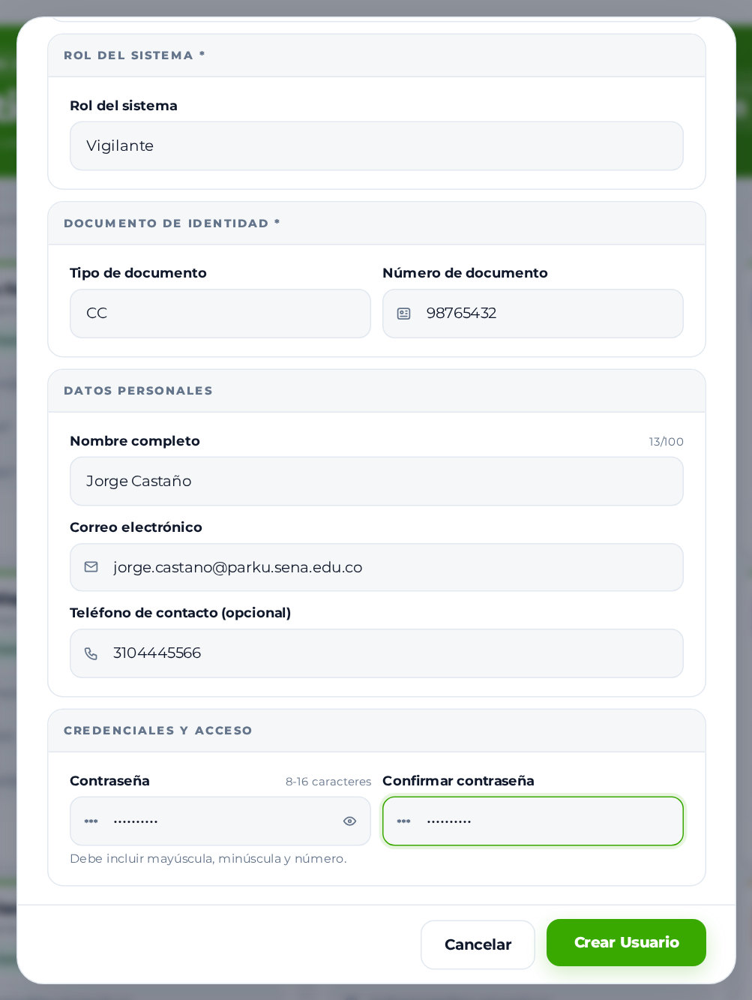 ROL DEL SISTEMA *
Rol del sistema
Vigilante
DOCUMENTO DE IDENTIDAD *
Tipo de documento
Número de documento
CC
98765432
DATOS PERSONALES
Nombre completo
13/100
Jorge Castaño
Correo electrónico
jorge.castano@parku.sena.edu.co
Teléfono de contacto (opcional)
3104445566
CREDENCIALES Y ACCESO
Contraseña
8-16 caracteres
Confirmar contraseña
*** ··········
*** ··········
Debe incluir mayúscula, minúscula y número.
Cancelar
Crear Usuario